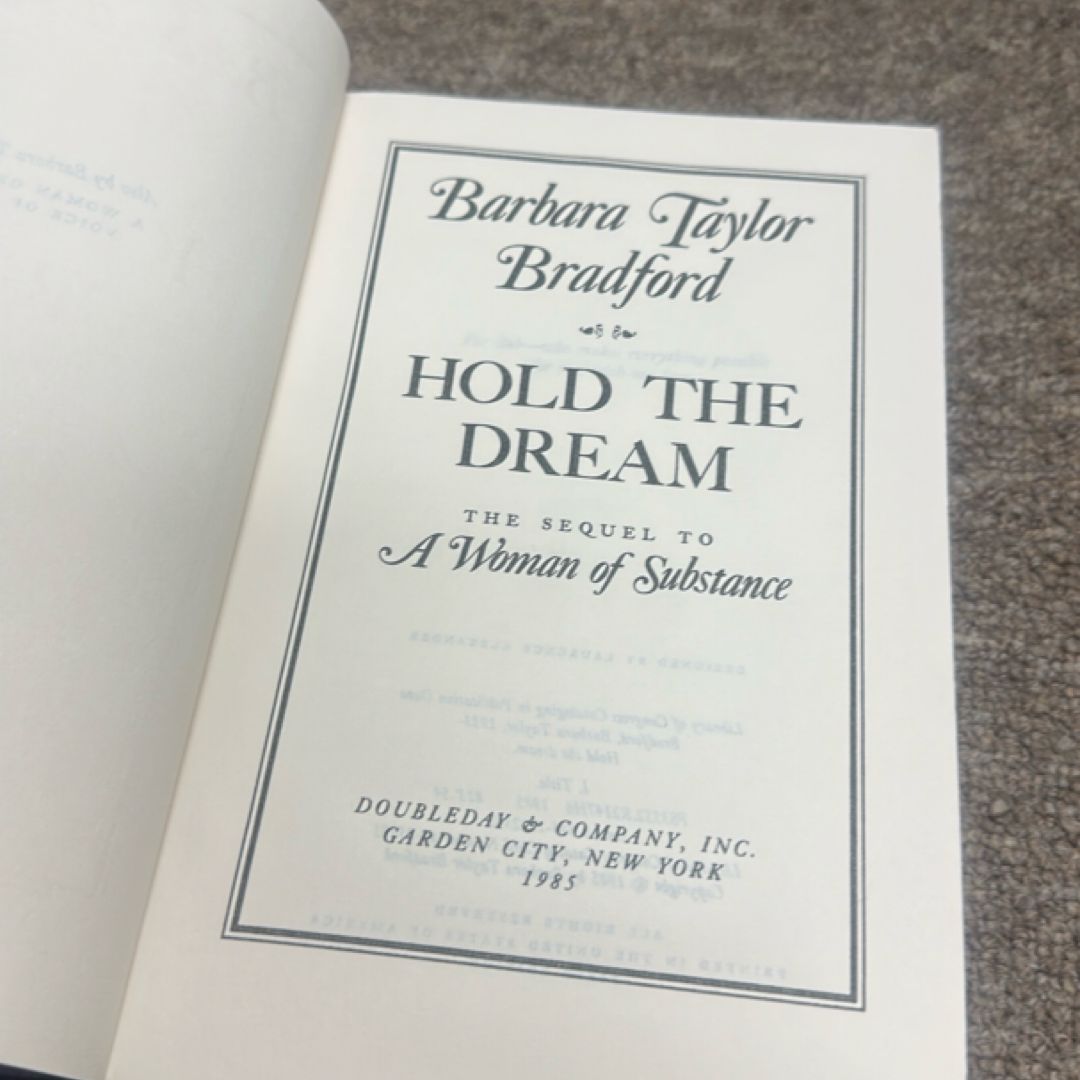 Barbara Taylor
Bradford
HOLD THE
DREAM
THE SEQUEL TO
A Woman of Substance
DOUBLEDAY & COMPANY, INC.
GARDEN CITY, NEW YORK
1985